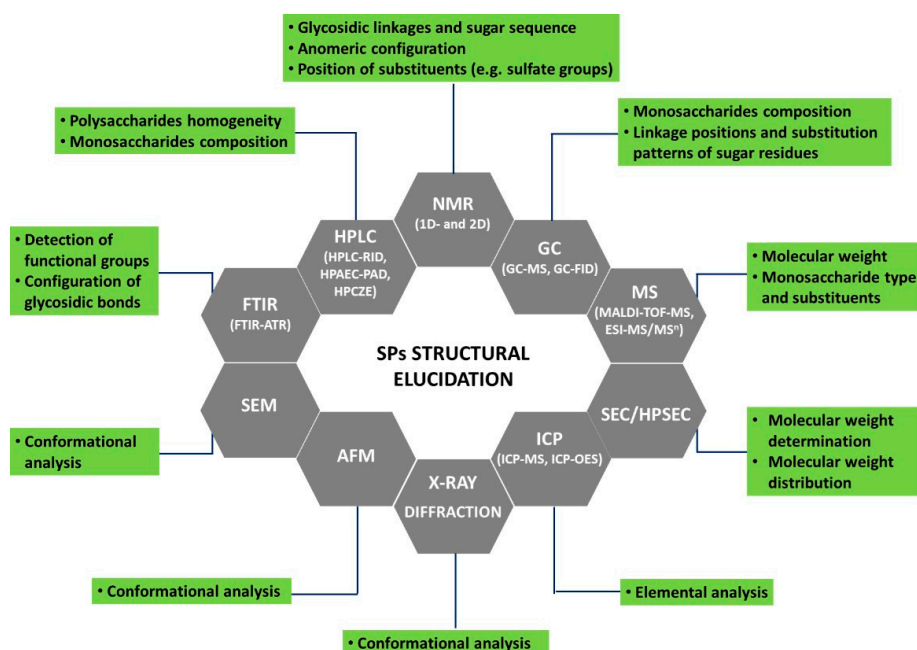 • Glycosidic linkages and sugar sequence
• Anomeric configuration
• Position of substituents (e.g. sulfate groups)
• Polysaccharides homogeneity
• Monosaccharides composition
• Monosaccharides composition
• Linkage positions and substitution
patterns of sugar residues
NMR
(1D- and 2D)
HPLC
(HPLC-RID,
HPAEC-PAD,
HPCZE)
GC
(GC-MS, GC-FID)
• Detection of
functional groups
• Configuration of
glycosidic bonds
FTIR
(FTIR-ATR)
MS
(MALDI-TOF-MS,
ESI-MS/MSⁿ)
• Molecular weight
• Monosaccharide type
and substituents
SPs STRUCTURAL
ELUCIDATION
SEM
SEC/HPSEC
• Conformational
analysis
AFM
ICP
(ICP-MS, ICP-OES)
• Molecular weight
determination
• Molecular weight
distribution
X-RAY
DIFFRACTION
• Conformational analysis
• Elemental analysis
• Conformational analysis